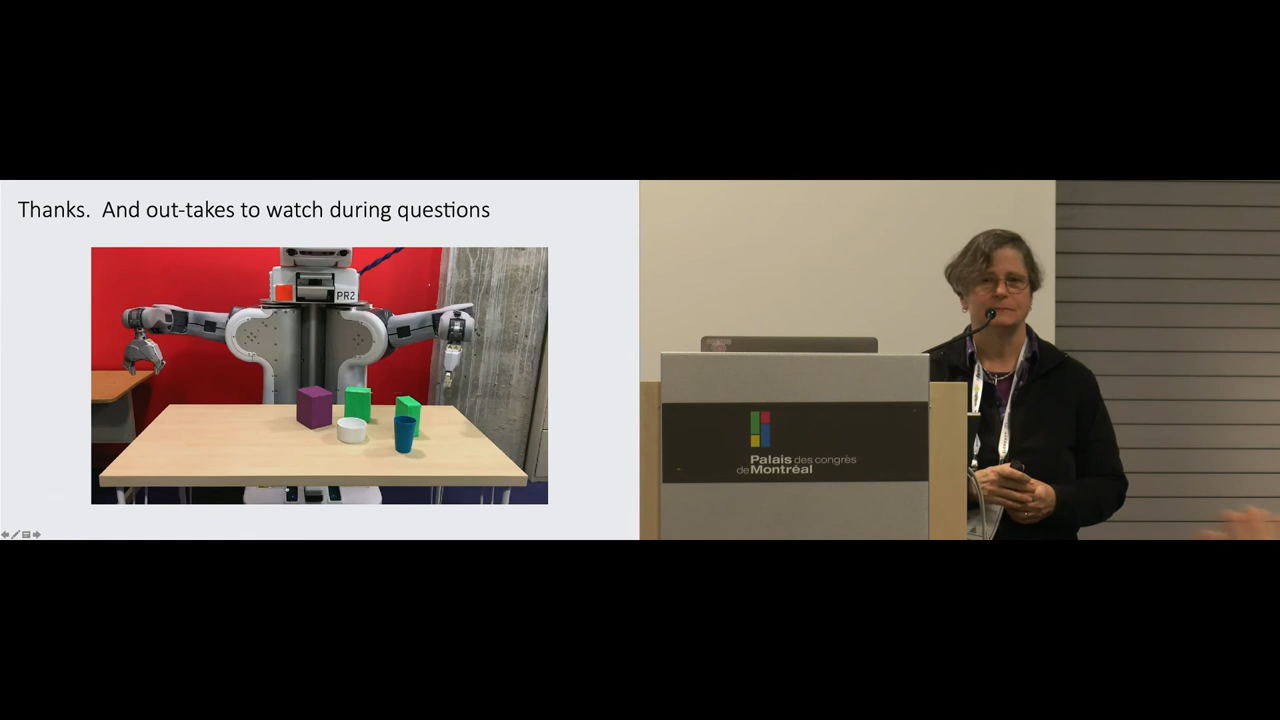 Thanks. And out-takes to watch during questions
PR2
Palais des congrès
de Montréal